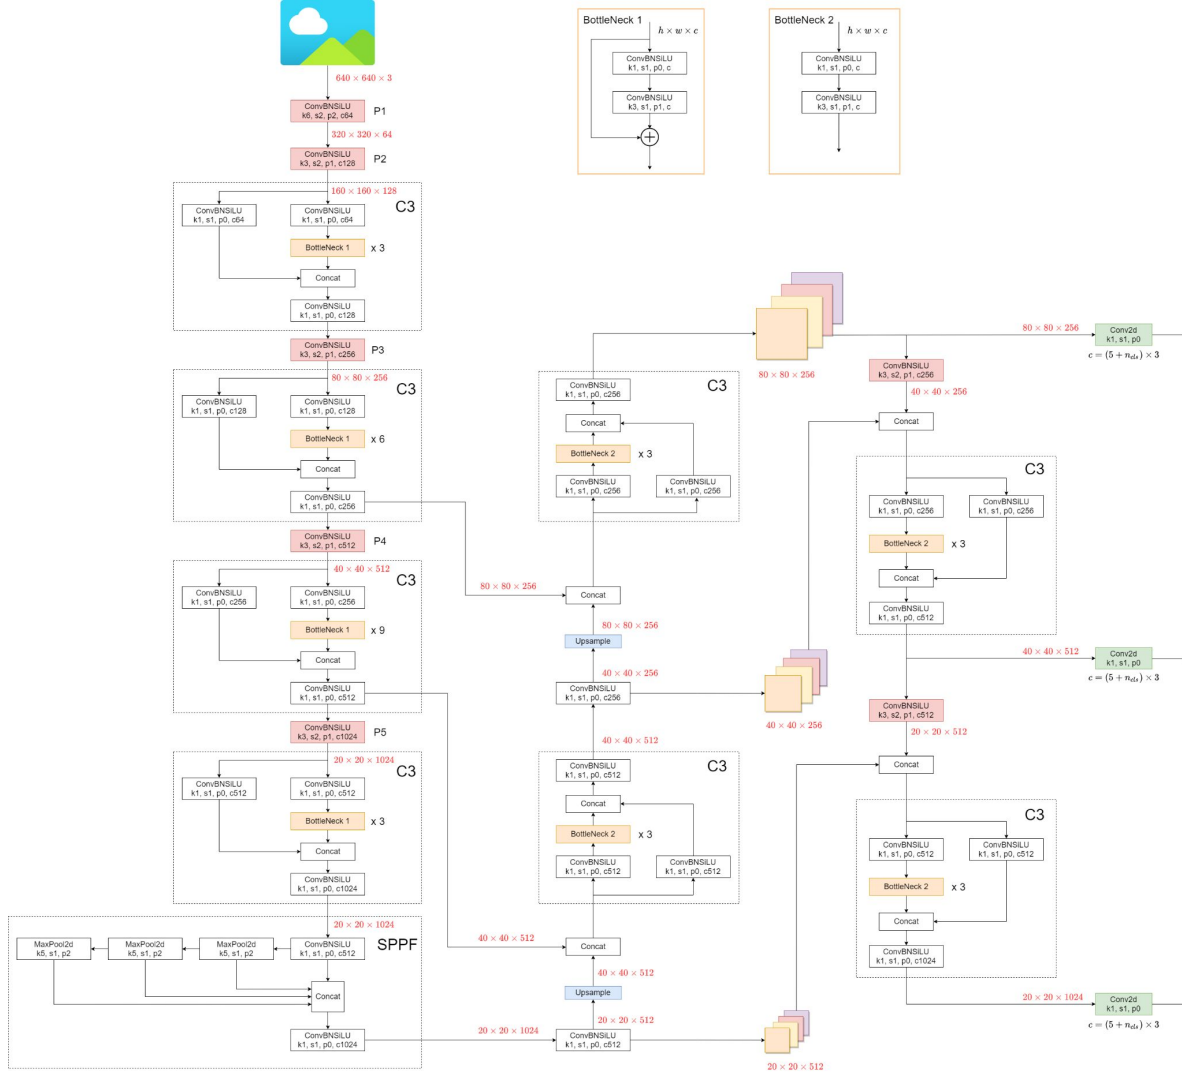 640 × 640 × 3
ConvBNSiLU
k6, s2, p2, c64
P1
320 × 320 × 64
ConvBNSiLU
k3, s2, p1, c128
P2
160 × 160 × 128
C3
ConvBNSiLU
k1, s1, p0, c64
ConvBNSiLU
k1, s1, p0, c64
BottleNeck 1
x 3
Concat
ConvBNSiLU
k1, s1, p0, c128
ConvBNSiLU
k3, s2, p1, c256
P3
80 × 80 × 256
C3
ConvBNSiLU
k1, s1, p0, c128
ConvBNSiLU
k1, s1, p0, c128
BottleNeck 1
x 6
Concat
ConvBNSiLU
k1, s1, p0, c256
ConvBNSiLU
k3, s2, p1, c512
P4
40 × 40 × 512
C3
ConvBNSiLU
k1, s1, p0, c256
ConvBNSiLU
k1, s1, p0, c256
BottleNeck 1
x 9
Concat
ConvBNSiLU
k1, s1, p0, c512
ConvBNSiLU
k3, s2, p1, c1024
P5
20 × 20 × 1024
C3
ConvBNSiLU
k1, s1, p0, c512
ConvBNSiLU
k1, s1, p0, c512
BottleNeck 1
x 3
Concat
ConvBNSiLU
k1, s1, p0, c1024
20 × 20 × 1024
SPPF
MaxPool2d
k5, s1, p2
MaxPool2d
k5, s1, p2
MaxPool2d
k5, s1, p2
ConvBNSiLU
k1, s1, p0, c512
Concat
ConvBNSiLU
k1, s1, p0, c1024
BottleNeck 1
h × w × c
ConvBNSiLU
k1, s1, p0, c
ConvBNSiLU
k3, s1, p1, c
BottleNeck 2
h × w × c
ConvBNSiLU
k1, s1, p0, c
ConvBNSiLU
k3, s1, p1, c
C3
ConvBNSiLU
k1, s1, p0, c256
Concat
BottleNeck 2
x 3
ConvBNSiLU
k1, s1, p0, c256
ConvBNSiLU
k1, s1, p0, c256
80 × 80 × 256
Concat
80 × 80 × 256
Upsample
40 × 40 × 256
ConvBNSiLU
k1, s1, p0, c256
40 × 40 × 512
C3
ConvBNSiLU
k1, s1, p0, c512
Concat
BottleNeck 2
x 3
ConvBNSiLU
k1, s1, p0, c512
ConvBNSiLU
k1, s1, p0, c512
40 × 40 × 512
Concat
40 × 40 × 512
Upsample
20 × 20 × 512
20 × 20 × 1024
ConvBNSiLU
k1, s1, p0, c512
80 × 80 × 256
40 × 40 × 256
20 × 20 × 512
80 × 80 × 256
Conv2d
k1, s1, p0
c = (5 + ncls) × 3
ConvBNSiLU
k3, s2, p1, c256
40 × 40 × 256
Concat
C3
ConvBNSiLU
k1, s1, p0, c256
ConvBNSiLU
k1, s1, p0, c256
BottleNeck 2
x 3
Concat
ConvBNSiLU
k1, s1, p0, c512
40 × 40 × 512
Conv2d
k1, s1, p0
c = (5 + ncls) × 3
ConvBNSiLU
k3, s2, p1, c512
20 × 20 × 512
Concat
C3
ConvBNSiLU
k1, s1, p0, c512
ConvBNSiLU
k1, s1, p0, c512
BottleNeck 2
x 3
Concat
ConvBNSiLU
k1, s1, p0, c1024
20 × 20 × 1024
Conv2d
k1, s1, p0
c = (5 + ncls) × 3